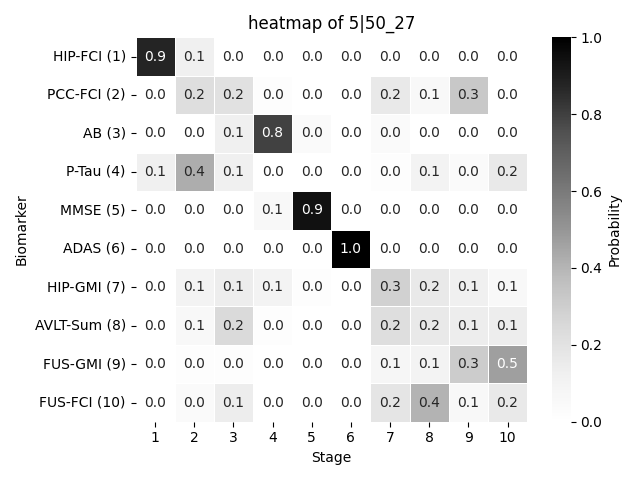 heatmap of 5|50_27
HIP-FCI (1) 0.9 0.1 0.0 0.0 0.0 0.0 0.0 0.0 0.0 0.0
PCC-FCI (2) 0.0 0.2 0.2 0.0 0.0 0.0 0.2 0.1 0.3 0.0
AB (3) 0.0 0.0 0.1 0.8 0.0 0.0 0.0 0.0 0.0 0.0
P-Tau (4) 0.1 0.4 0.1 0.0 0.0 0.0 0.0 0.1 0.0 0.2
MMSE (5) 0.0 0.0 0.0 0.1 0.9 0.0 0.0 0.0 0.0 0.0
ADAS (6) 0.0 0.0 0.0 0.0 0.0 1.0 0.0 0.0 0.0 0.0
HIP-GMI (7) 0.0 0.1 0.1 0.1 0.0 0.0 0.3 0.2 0.1 0.1
AVLT-Sum (8) 0.0 0.1 0.2 0.0 0.0 0.0 0.2 0.2 0.1 0.1
FUS-GMI (9) 0.0 0.0 0.0 0.0 0.0 0.0 0.1 0.1 0.3 0.5
FUS-FCI (10) 0.0 0.0 0.1 0.0 0.0 0.0 0.2 0.4 0.1 0.2
1 2 3 4 5 6 7 8 9 10
Stage
Biomarker
1.0
0.8
0.6
0.4
0.2
0.0
Probability